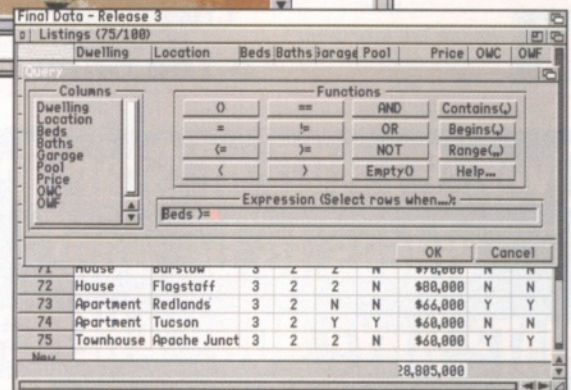 Final Data - Release 3
Listings (75/100)
Dwelling Location Beds Baths Garage Pool Price OWC OWF
Query
Columns
Dwelling
Location
Beds
Baths
Garage
Pool
Price
OWC
OWF
Functions
() == AND Contains(,)
= != OR Begins(,)
<= >= NOT Range(,,)
< > Empty() Help...
Expression (Select rows when...):
Beds >=
OK Cancel
71 House Barstow 3 2 2 N $70,000 N N
72 House Flagstaff 3 2 2 N $80,000 N N
73 Apartment Redlands 3 2 N N $66,000 Y Y
74 Apartment Tucson 3 2 Y Y $60,000 N N
75 Townhouse Apache Junct 3 2 2 N $60,000 Y Y
New
28,805,000